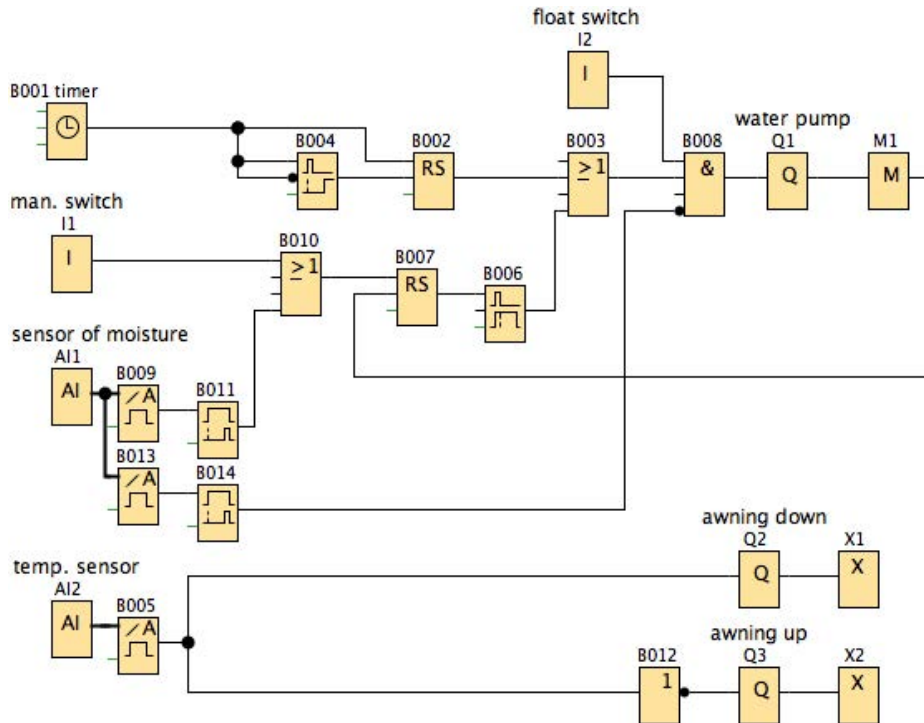 float switch
I2
I
B001 timer
B004
B002
RS
B003
≥1
B008
&
water pump
Q1
Q
M1
M
man. switch
I1
I
B010
≥1
B007
RS
B006
sensor of moisture
AI1
AI
B009
/A
B011
B013
/A
B014
temp. sensor
AI2
AI
B005
/A
awning down
Q2
Q
X1
X
awning up
B012
1
Q3
Q
X2
X